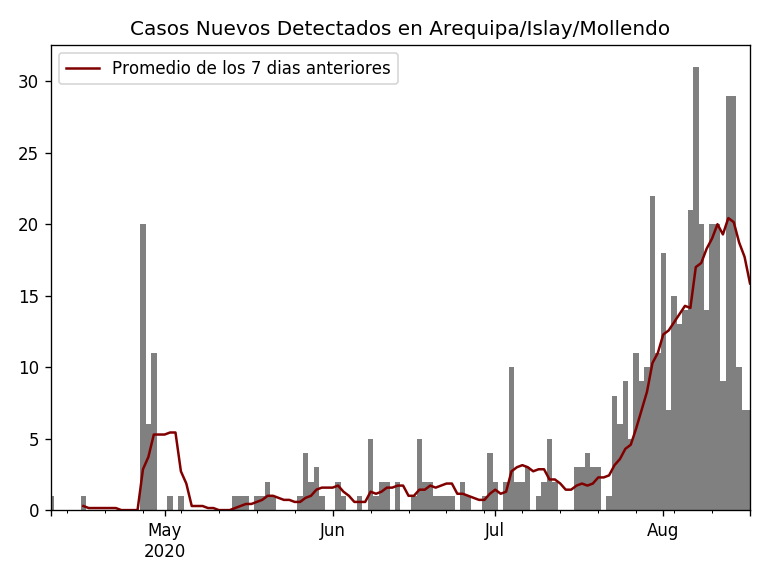 Casos Nuevos Detectados en Arequipa/Islay/Mollendo
Promedio de los 7 dias anteriores
30
25
20
15
10
5
0
May Jun Jul Aug
2020